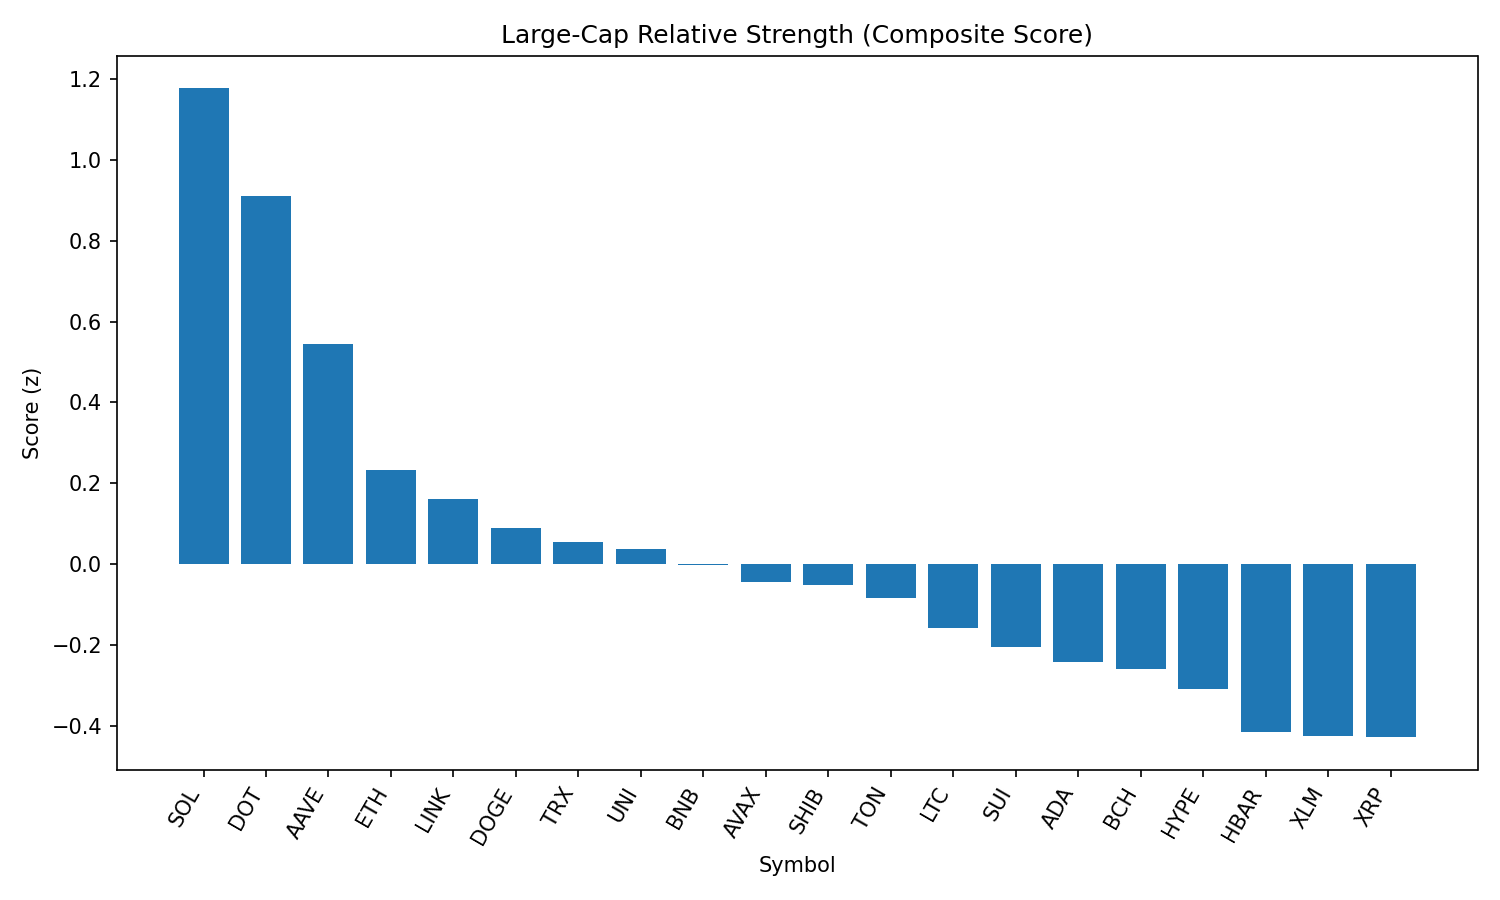 Large-Cap Relative Strength (Composite Score)
1.2
1.0
0.8
0.6
0.4
0.2
0.0
−0.2
−0.4
Score (z)
SOL
DOT
AAVE
ETH
LINK
DOGE
TRX
UNI
BNB
AVAX
SHIB
TON
LTC
SUI
ADA
BCH
HYPE
HBAR
XLM
XRP
Symbol